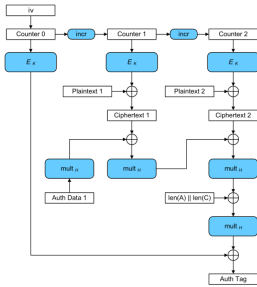 iv
Counter 0
incr
Counter 1
incr
Counter 2
E K
E K
E K
Plaintext 1
Plaintext 2
Ciphertext 1
Ciphertext 2
mult H
mult H
mult H
Auth Data 1
len(A) || len(C)
mult H
Auth Tag